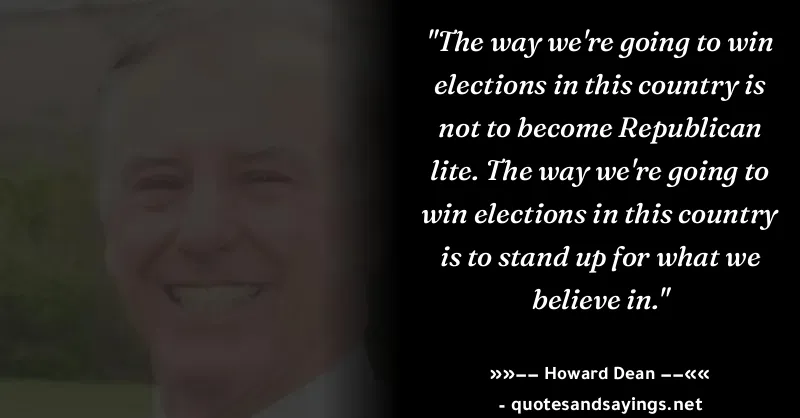 "The way we're going to win
elections in this country is
not to become Republican
lite. The way we're going to
win elections in this country
is to stand up for what we
believe in."
»»−− Howard Dean −−««
- quotesandsayings.net